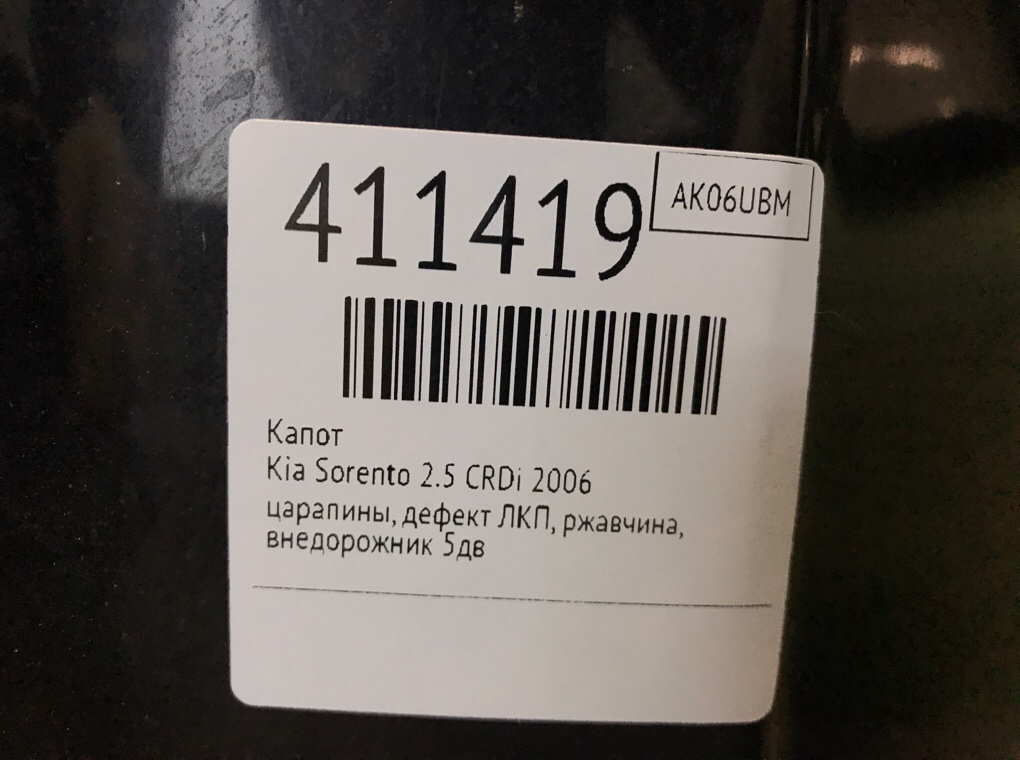 411419
AK06UBM
Капот
Kia Sorento 2.5 CRDi 2006
царапины, дефект ЛКП, ржавчина,
внедорожник 5дв